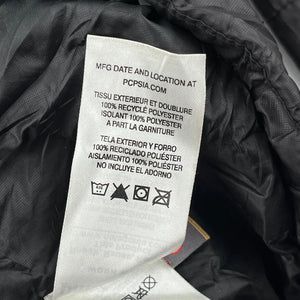 MFG DATE AND LOCATION AT
PCPSIA.COM
TISSU EXTERIEUR ET DOUBLURE
100% RECYCLÉ POLYESTER
ISOLANT 100% POLYESTER
A PART LA GARNITURE
TELA EXTERIOR Y FORRO
100% RECICLADO POLIÉSTER
AISLAMIENTO 100% POLIÉSTER
NO INCLUYE EL ADORNO